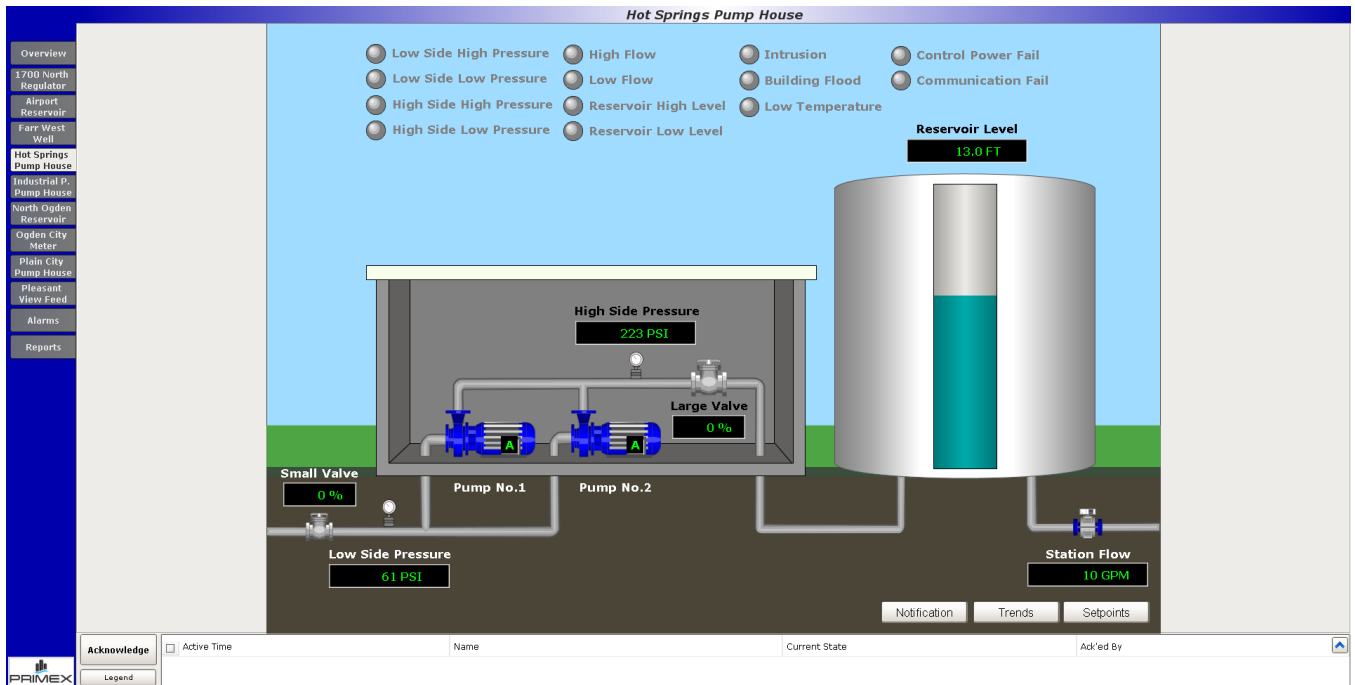 Hot Springs Pump House
Overview
1700 North
Regulator
Airport
Reservoir
Farr West
Well
Hot Springs
Pump House
Industrial P.
Pump House
North Ogden
Reservoir
Ogden City
Meter
Plain City
Pump House
Pleasant
View Feed
Alarms
Reports
PRIMEX
Low Side High Pressure
Low Side Low Pressure
High Side High Pressure
High Side Low Pressure
High Flow
Low Flow
Reservoir High Level
Reservoir Low Level
Intrusion
Building Flood
Low Temperature
Control Power Fail
Communication Fail
Reservoir Level
13.0 FT
High Side Pressure
223 PSI
Large Valve
0 %
A
A
Pump No.1
Pump No.2
Small Valve
0 %
Low Side Pressure
61 PSI
Station Flow
10 GPM
Notification
Trends
Setpoints
Acknowledge
Legend
Active Time
Name
Current State
Ack'ed By